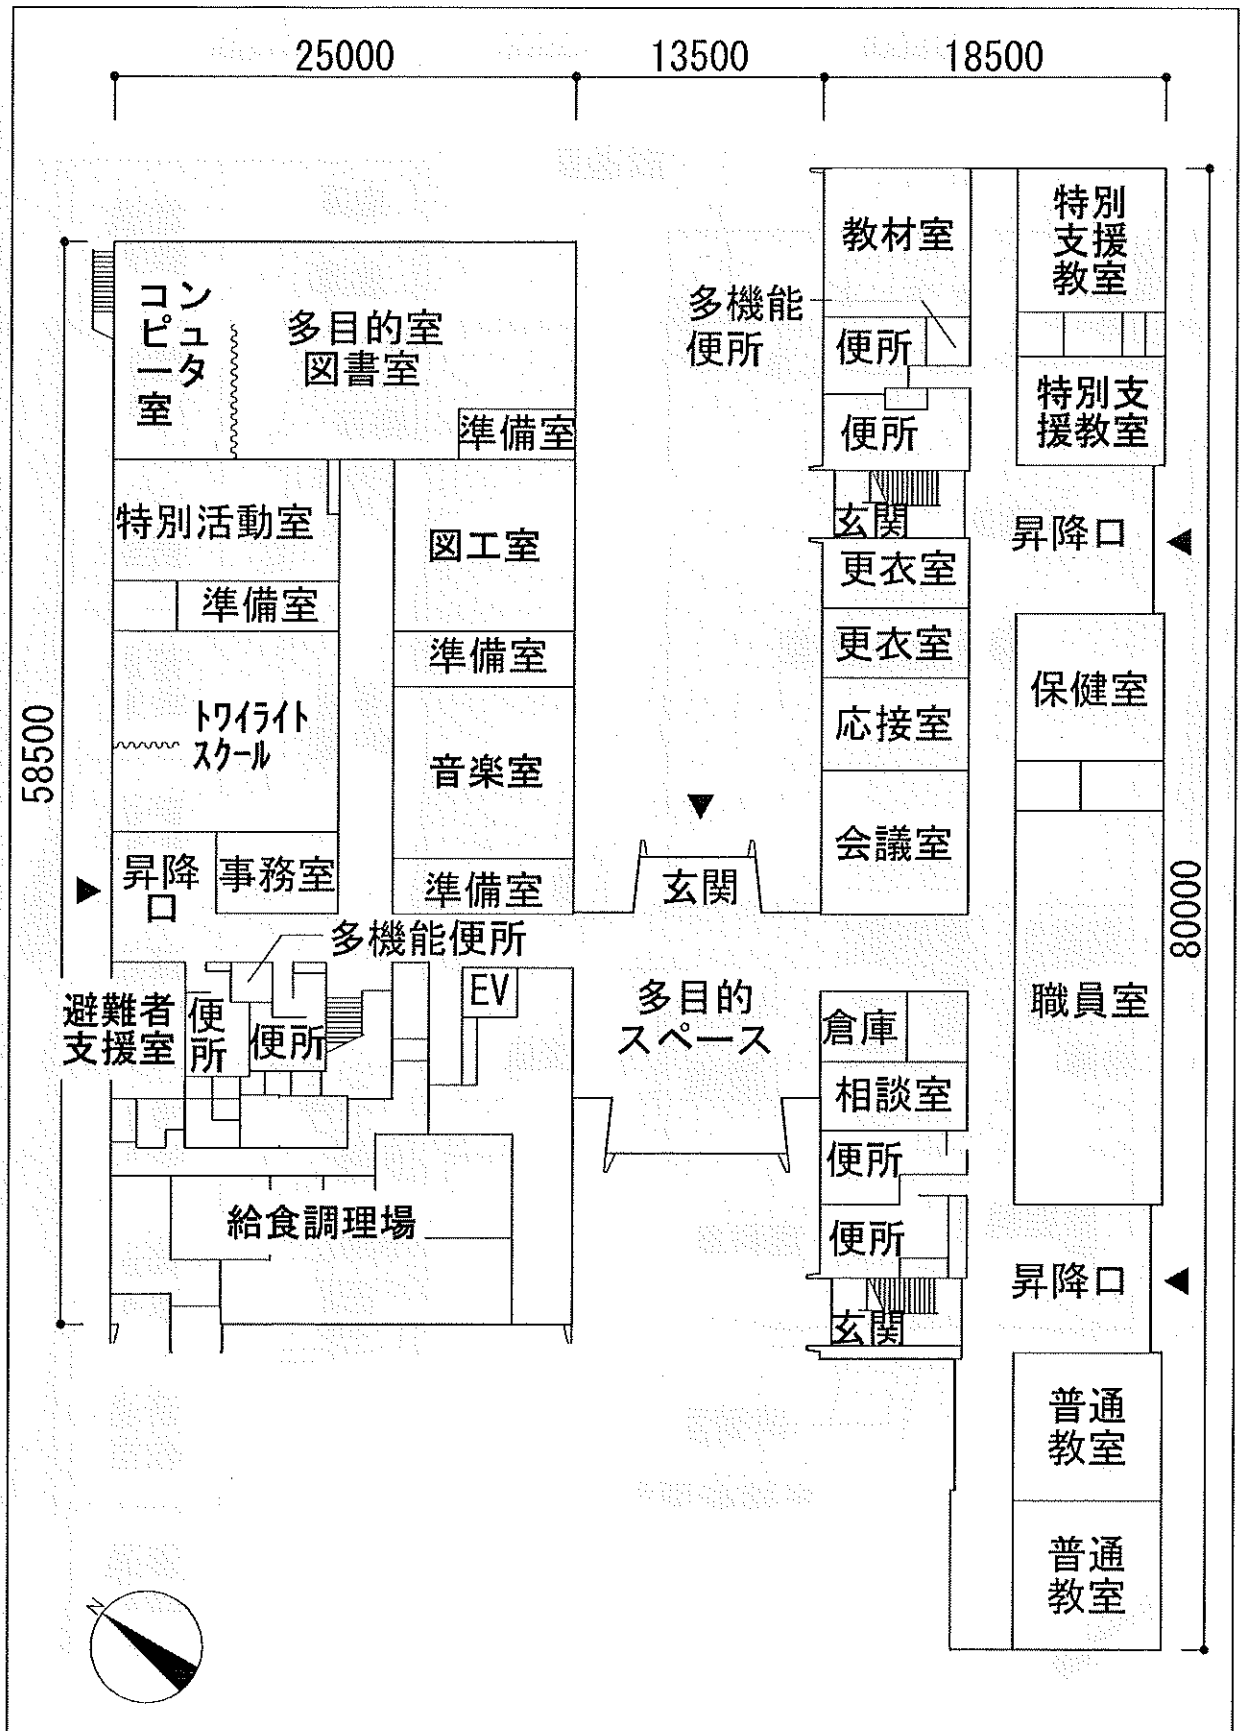 25000
13500
18500
58500
80000
コン
ピュ
ータ
室
多目的室
図書室
準備室
特別活動室
準備室
図工室
準備室
トワイライト
スクール
音楽室
準備室
昇降
口
事務室
多機能便所
避難者
支援室
便
所
便所
EV
給食調理場
玄関
多目的
スペース
教材室
多機能
便所
便所
便所
玄関
更衣室
更衣室
応接室
会議室
倉庫
相談室
便所
便所
玄関
特別
支援
教室
特別支
援教室
昇降口
保健室
職員室
昇降口
普通
教室
普通
教室
N